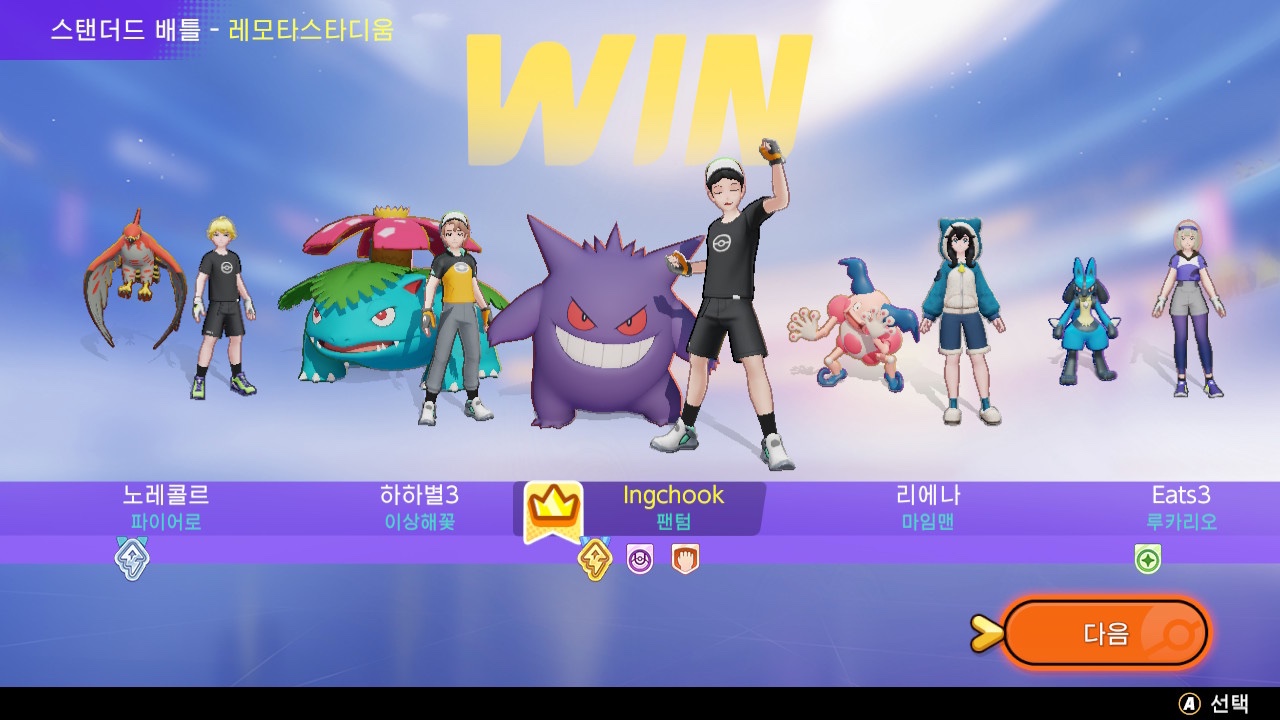 스탠더드 배틀 - 레모타스타디움
WIN
노레콜르
파이어로
하하별3
이상해꽃
Ingchook
팬텀
리에나
마임맨
Eats3
루카리오
다음
A 선택